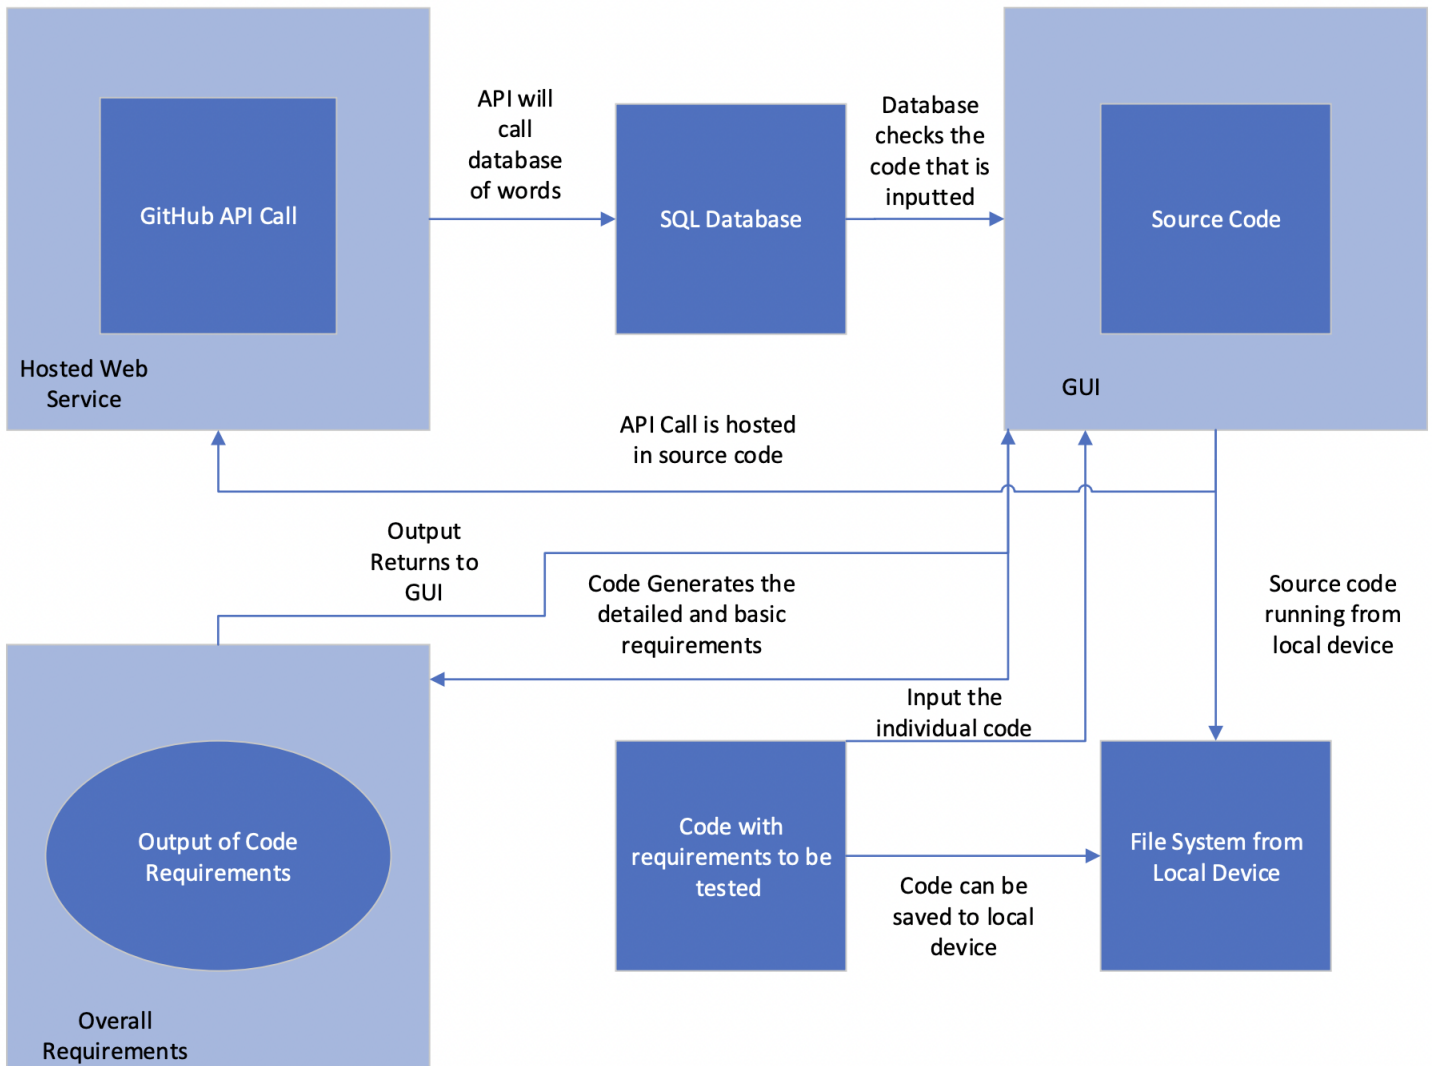 API will
call
database
of words
Database
checks the
code that is
inputted
GitHub API Call
SQL Database
Source Code
Hosted Web
Service
GUI
API Call is hosted
in source code
Output
Returns to
GUI
Code Generates the
detailed and basic
requirements
Source code
running from
local device
Input the
individual code
Output of Code
Requirements
Code with
requirements to be
tested
File System from
Local Device
Code can be
saved to local
device
Overall
Requirements